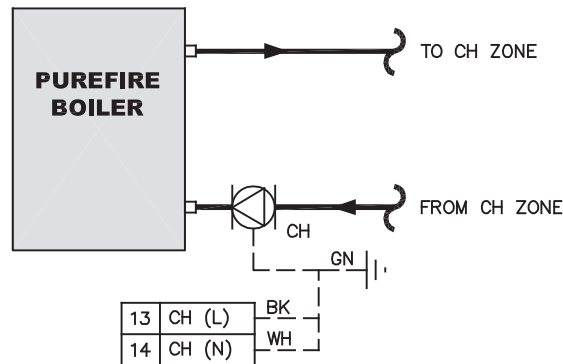 PUREFIRE
BOILER
TO CH ZONE
FROM CH ZONE
CH
GN
13 CH (L) BK
14 CH (N) WH